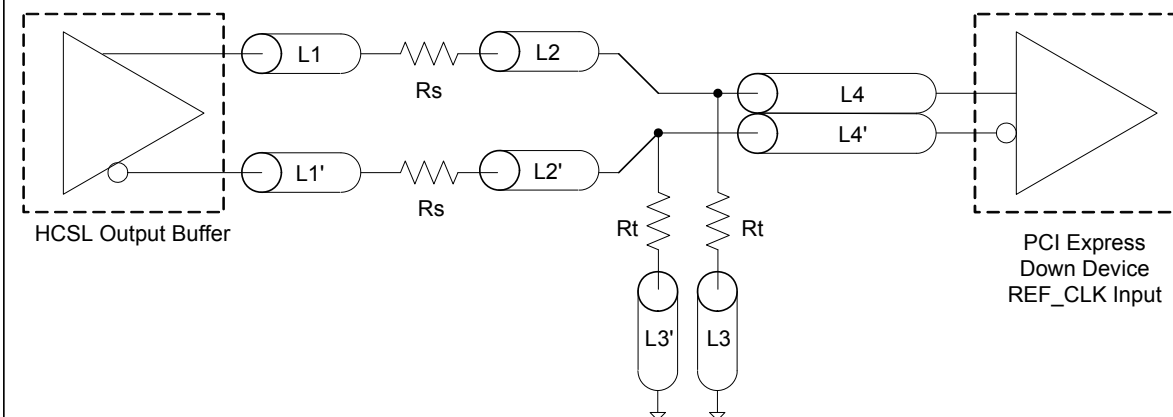 L1
Rs
L2
L4
L4'
L1'
Rs
L2'
HCSL Output Buffer
Rt
Rt
L3'
L3
PCI Express
Down Device
REF_CLK Input